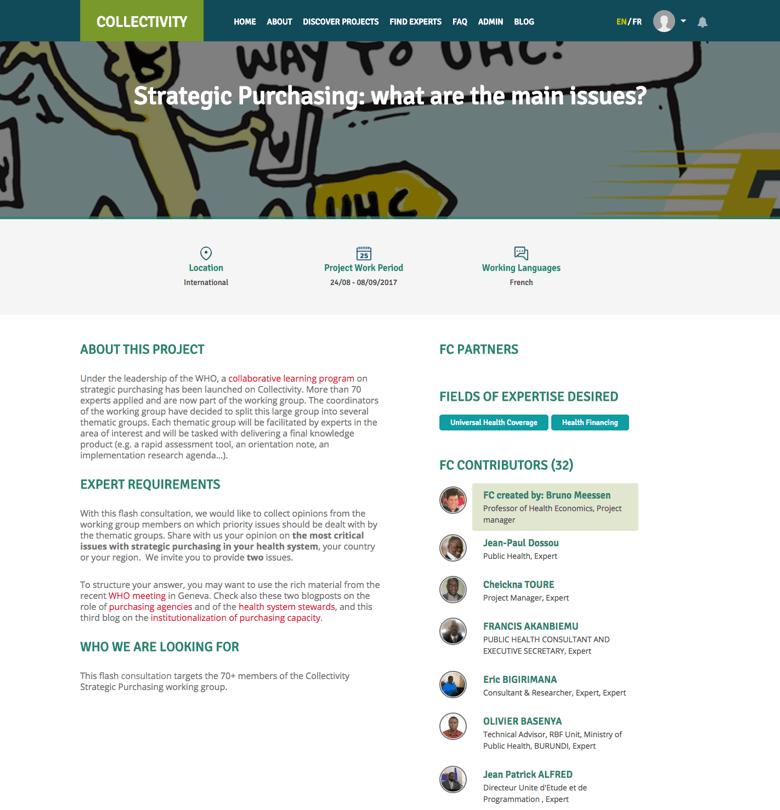 COLLECTIVITY
HOME ABOUT DISCOVER PROJECTS FIND EXPERTS FAQ ADMIN BLOG
EN / FR
WAY TO UHC!
Strategic Purchasing: what are the main issues?
UHC
25
Location
International
Project Work Period
24/08 - 08/09/2017
Working Languages
French
ABOUT THIS PROJECT
Under the leadership of the WHO, a collaborative learning program on
strategic purchasing has been launched on Collectivity. More than 70
experts applied and are now part of the working group. The coordinators
of the working group have decided to split this large group into several
thematic groups. Each thematic group will be facilitated by experts in the
area of interest and will be tasked with delivering a final knowledge
product (e.g. a rapid assessment tool, an orientation note, an
implementation research agenda...).
EXPERT REQUIREMENTS
With this flash consultation, we would like to collect opinions from the
working group members on which priority issues should be dealt with by
the thematic groups. Share with us your opinion on the most critical
issues with strategic purchasing in your health system, your country
or your region. We invite you to provide two issues.
To structure your answer, you may want to use the rich material from the
recent WHO meeting in Geneva. Check also these two blogposts on the
role of purchasing agencies and of the health system stewards, and this
third blog on the institutionalization of purchasing capacity.
WHO WE ARE LOOKING FOR
This flash consultation targets the 70+ members of the Collectivity
Strategic Purchasing working group.
FC PARTNERS
FIELDS OF EXPERTISE DESIRED
Universal Health Coverage
Health Financing
FC CONTRIBUTORS (32)
FC created by: Bruno Meessen
Professor of Health Economics, Project
manager
Jean-Paul Dossou
Public Health, Expert
Cheickna TOURE
Project Manager, Expert
FRANCIS AKANBIEMU
PUBLIC HEALTH CONSULTANT AND
EXECUTIVE SECRETARY, Expert
Eric BIGIRIMANA
Consultant & Researcher, Expert, Expert
OLIVIER BASENYA
Technical Advisor, RBF Unit, Ministry of
Public Health, BURUNDI, Expert
Jean Patrick ALFRED
Directeur Unite d'Etude et de
Programmation , Expert